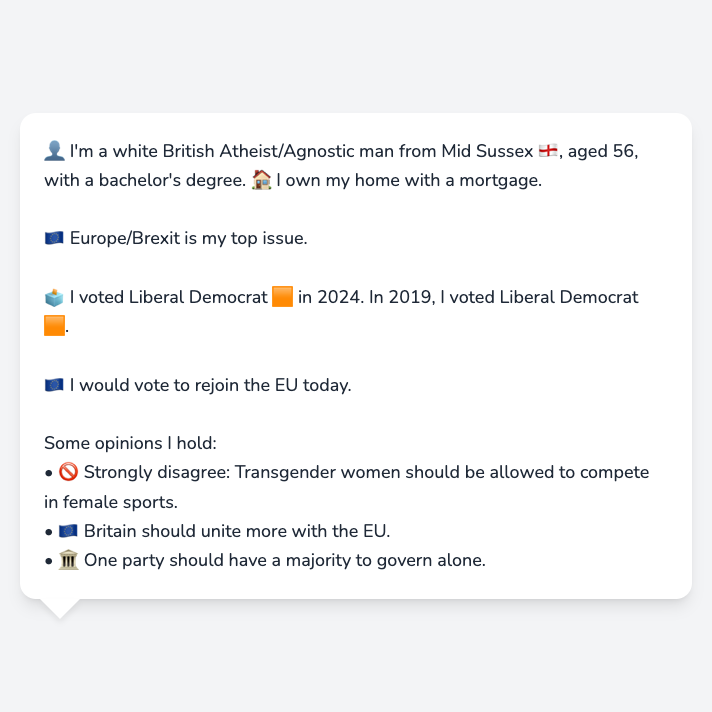 👤 I'm a white British Atheist/Agnostic man from Mid Sussex 🏴󠁧󠁢󠁥󠁮󠁧󠁿, aged 56,
with a bachelor's degree. 🏠 I own my home with a mortgage.
🇪🇺 Europe/Brexit is my top issue.
🗳️ I voted Liberal Democrat 🟧 in 2024. In 2019, I voted Liberal Democrat
🟧.
🇪🇺 I would vote to rejoin the EU today.
Some opinions I hold:
• 🚫 Strongly disagree: Transgender women should be allowed to compete
in female sports.
• 🇪🇺 Britain should unite more with the EU.
• 🏛️ One party should have a majority to govern alone.